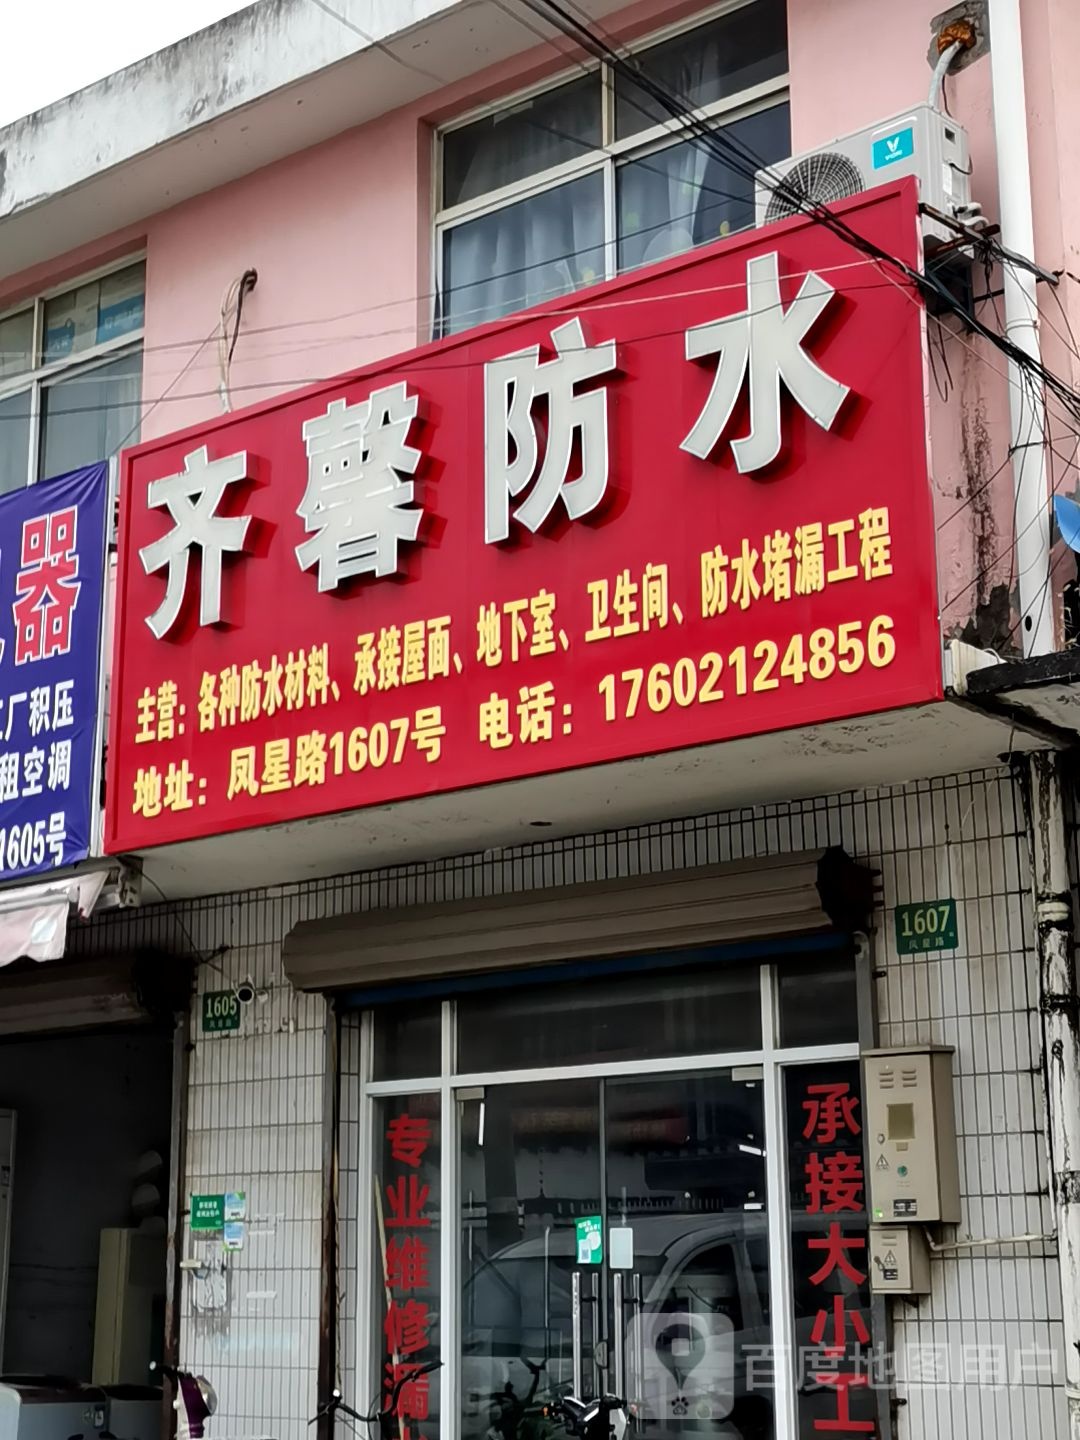 齐馨防水
主营：各种防水材料、承接屋面、地下室、卫生间、防水堵漏工程
地址：凤星路1607号 电话：17602124856
器
厂积压
租空调
1605号
1607
凤星路
1605
专业维修漏
承接大小工
百度地图用户